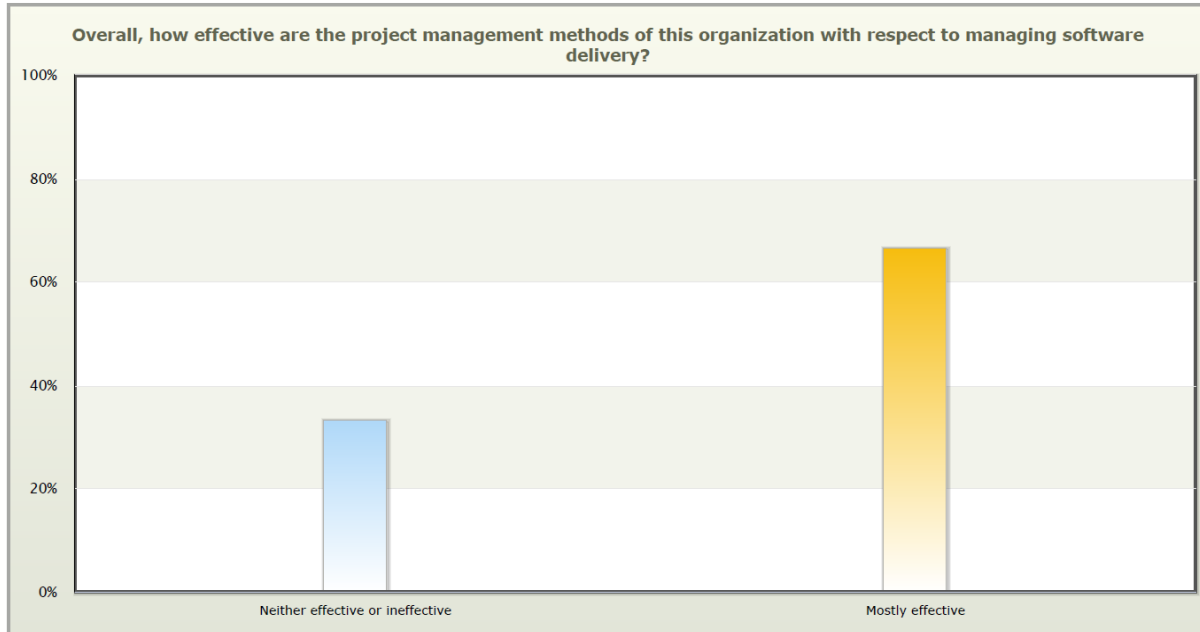 Overall, how effective are the project management methods of this organization with respect to managing software
delivery?
100%
80%
60%
40%
20%
0%
Neither effective or ineffective
Mostly effective